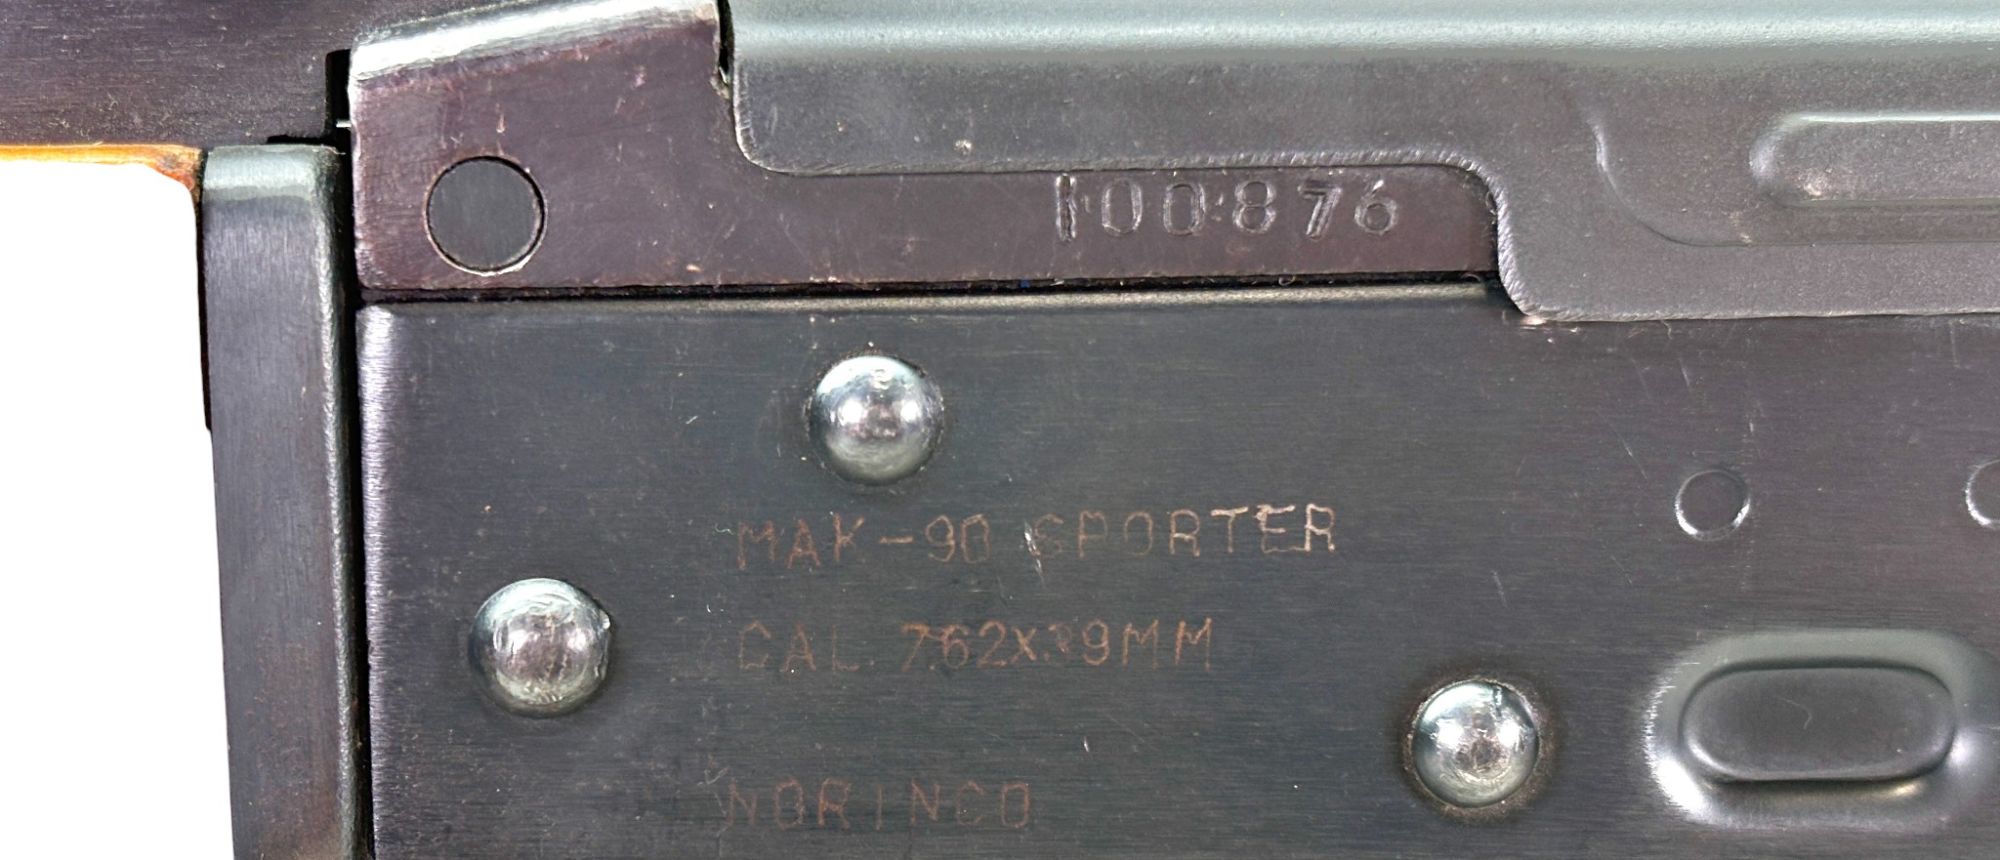 100876
MAK-90 SPORTER
CAL. 7.62X39MM
NORINCO